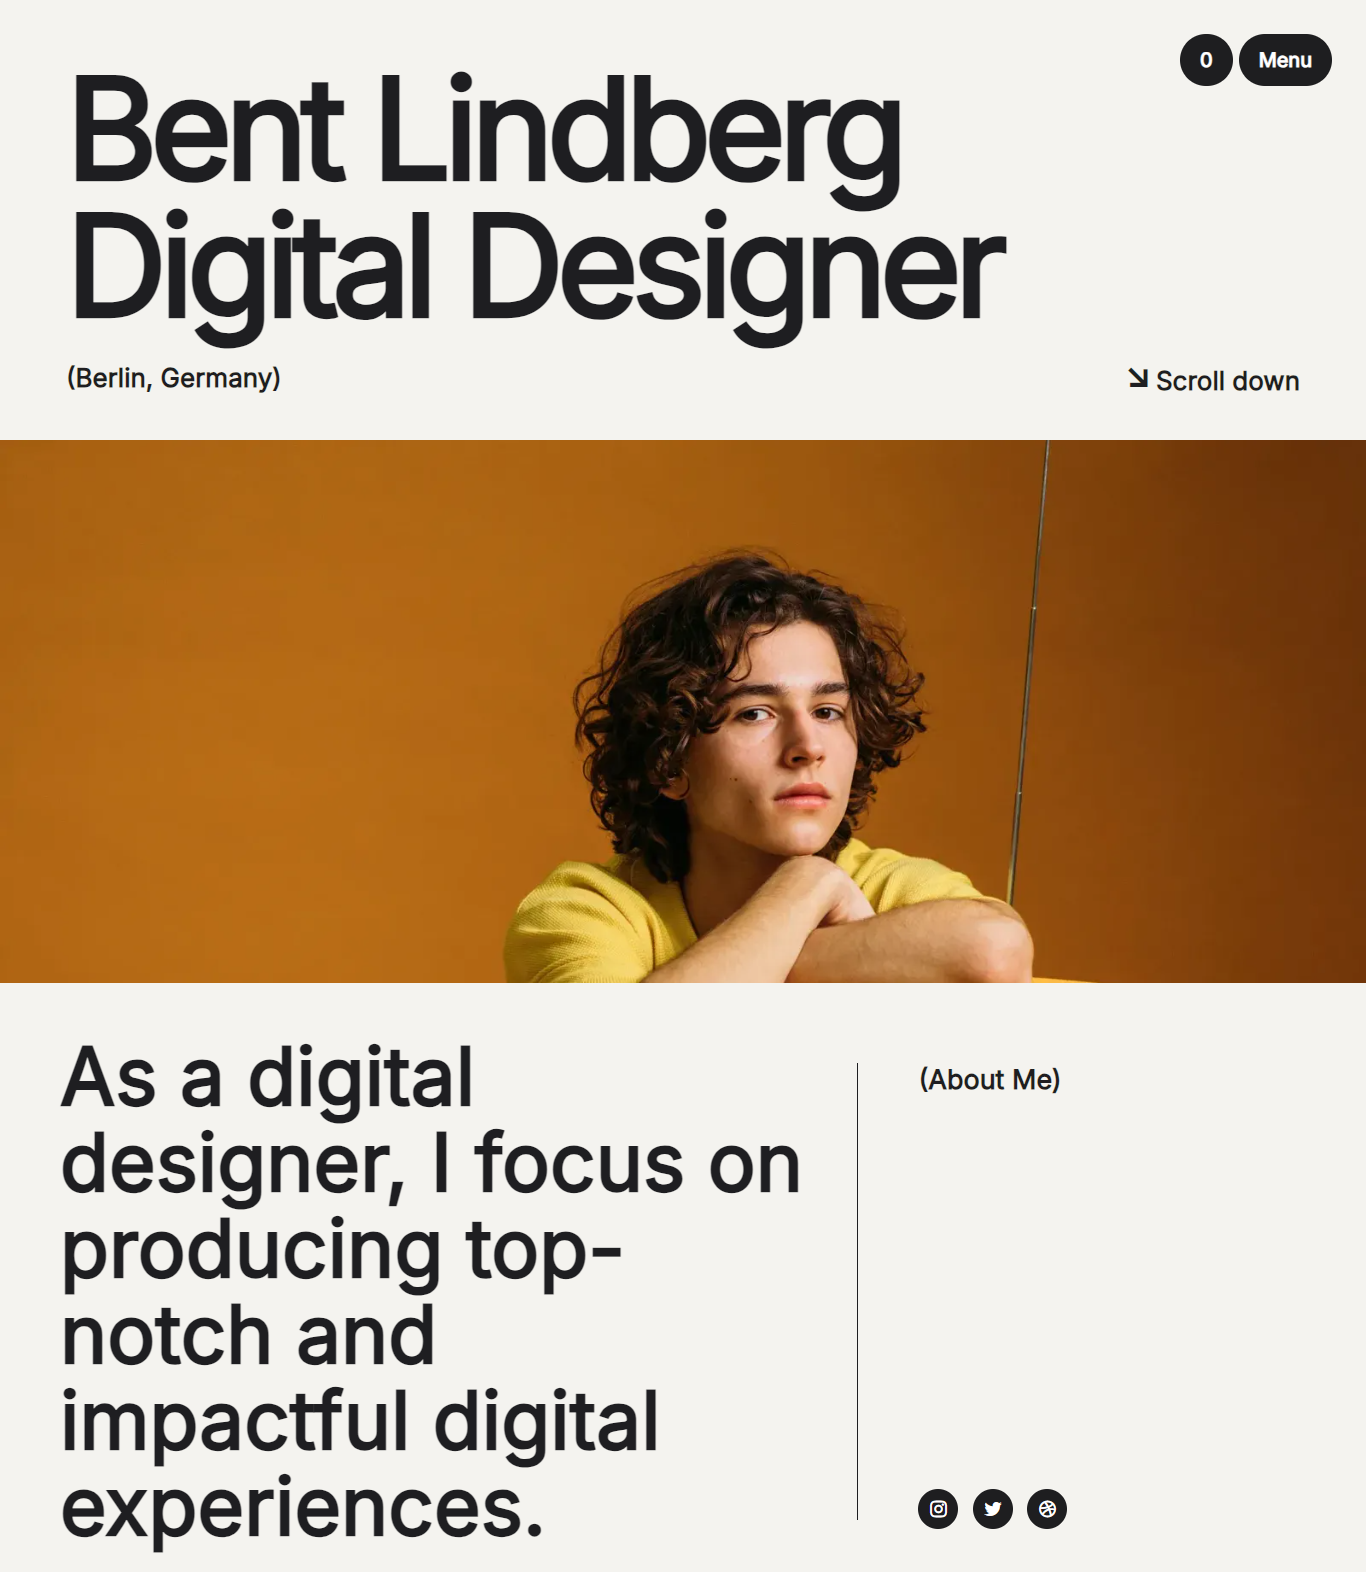 0 Menu
Bent Lindberg
Digital Designer
(Berlin, Germany)
Scroll down
As a digital
designer, I focus on
producing top-
notch and
impactful digital
experiences.
(About Me)